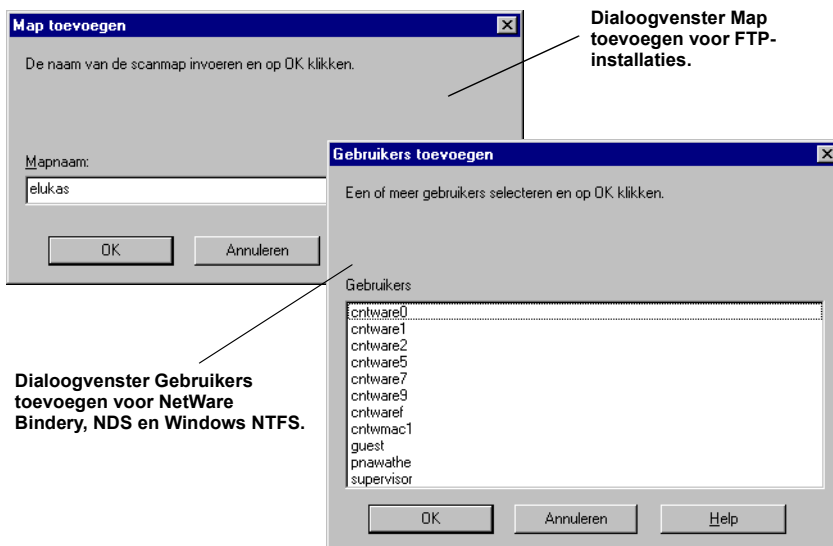 Map toevoegen
De naam van de scanmap invoeren en op OK klikken.
Mapnaam:
elukas
OK
Annuleren
Dialoogvenster Map
toevoegen voor FTP-
installaties.
Gebruikers toevoegen
Een of meer gebruikers selecteren en op OK klikken.
Gebruikers
cntware0
cntware1
cntware2
cntware5
cntware7
cntware9
cntwaref
cntwmac1
guest
pnawathe
supervisor
OK
Annuleren
Help
Dialoogvenster Gebruikers
toevoegen voor NetWare
Bindery, NDS en Windows NTFS.